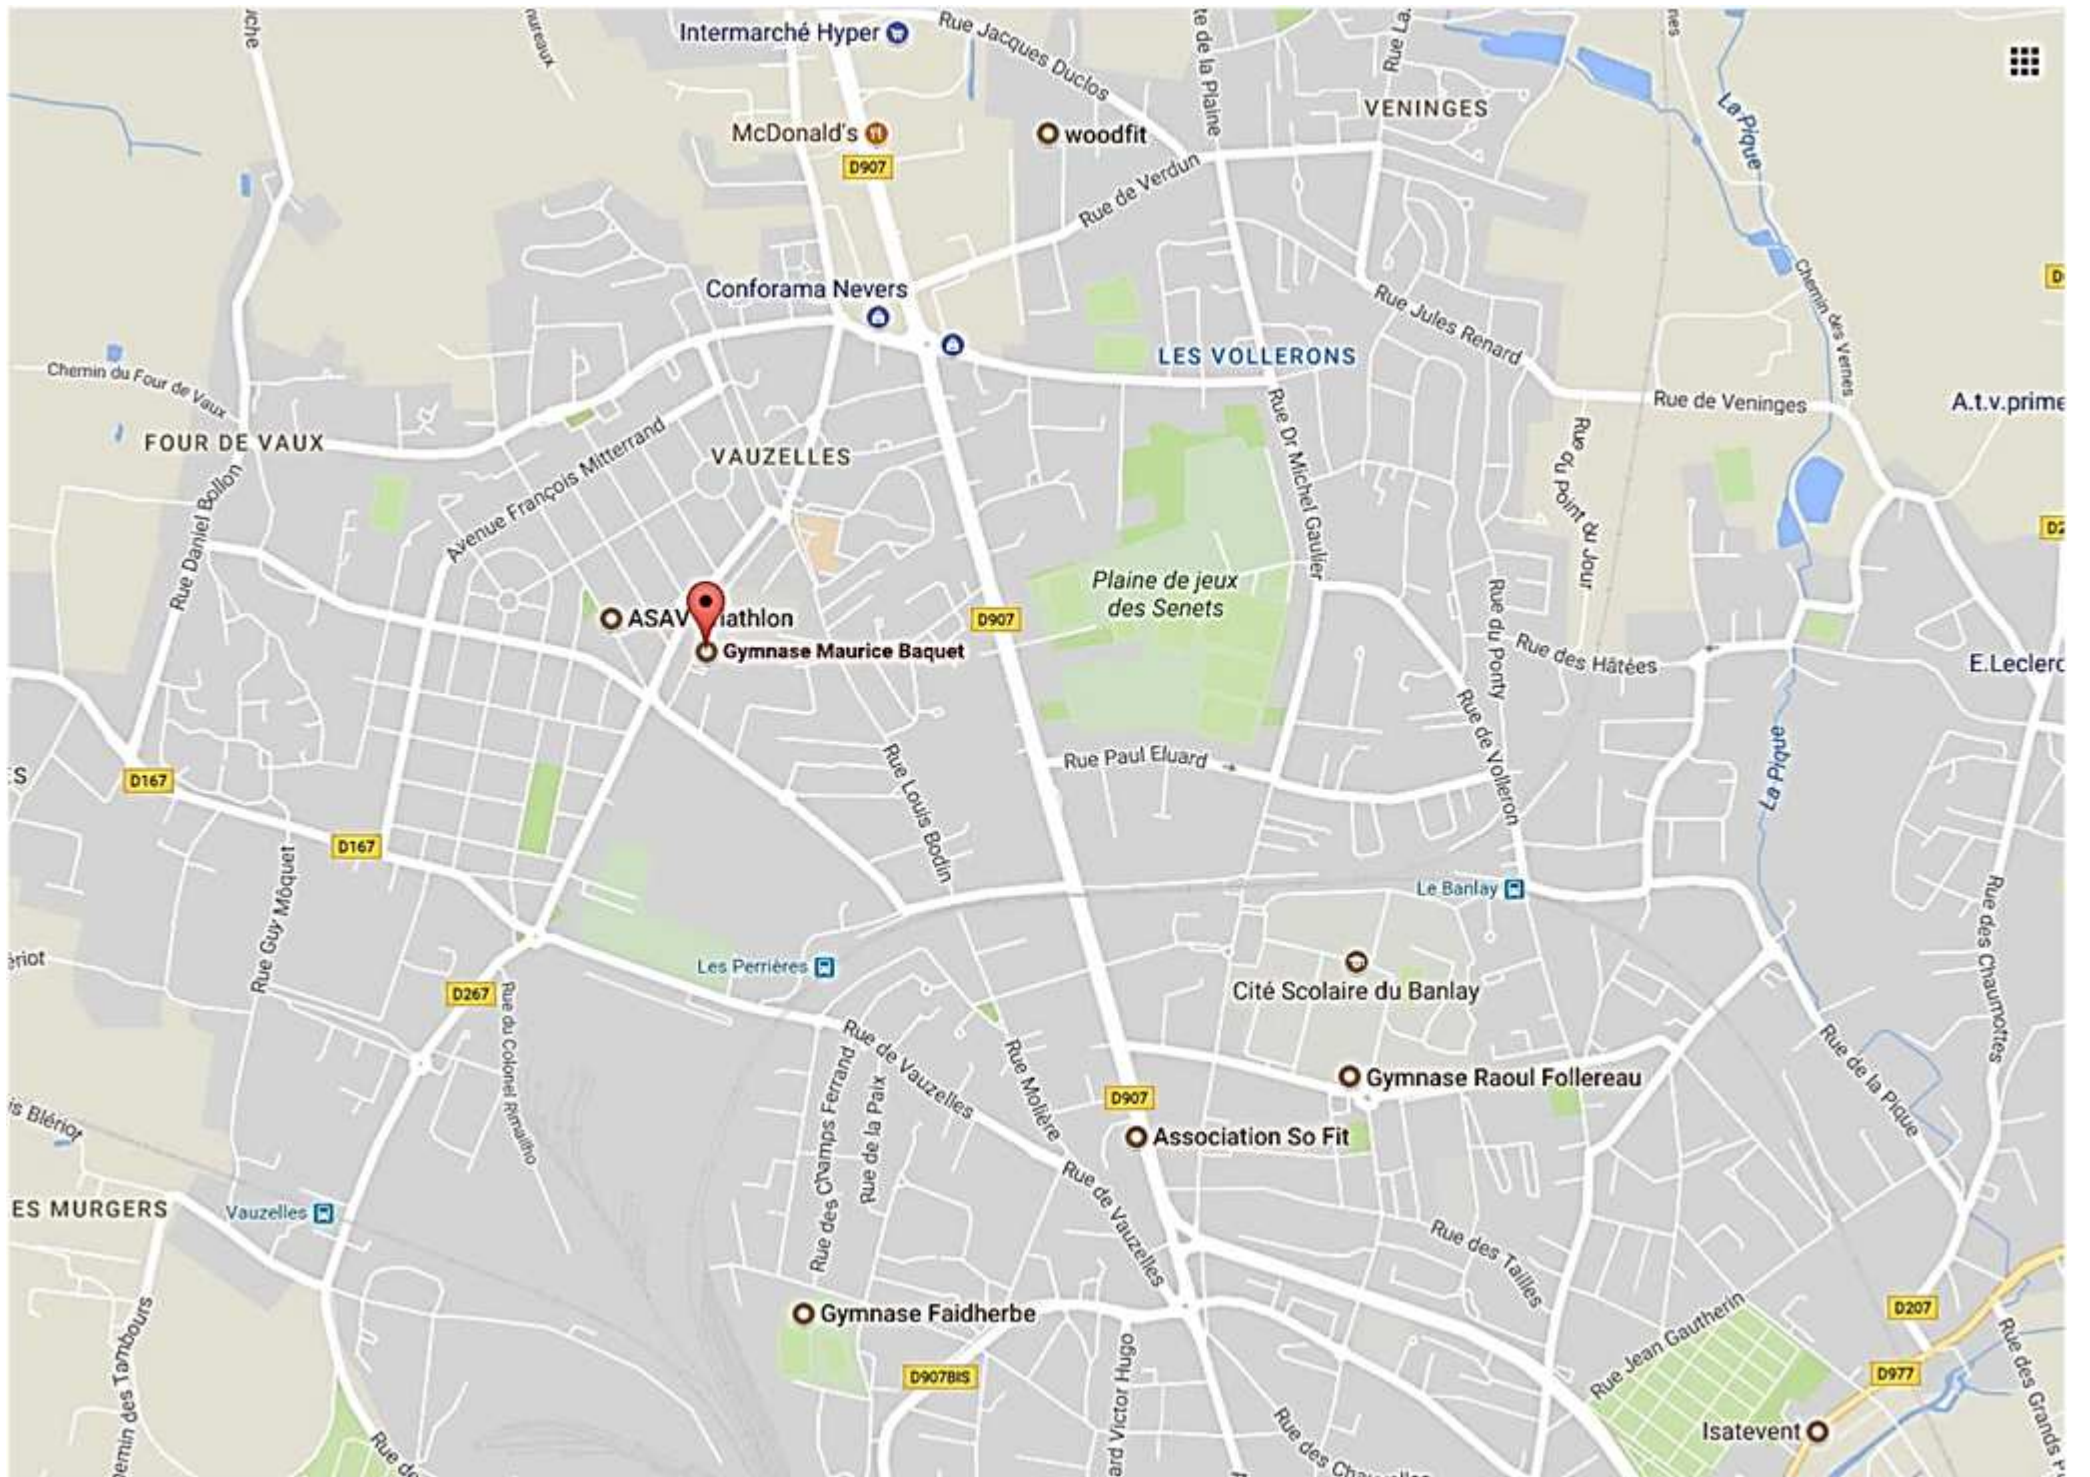 Intermarché Hyper
Rue Jacques Duclos
McDonald's
D907
woodfit
VENINGES
La Pique
Rue de Verdun
Conforama Nevers
Rue Jules Renard
Chemin des Vernes
LES VOLLERONS
Chemin du Four de Vaux
FOUR DE VAUX
Rue de Veninges
A.t.v.prime
Avenue François Mitterrand
VAUZELLES
Rue Daniel Bollon
Rue Dr Michel Gaulier
Rue du Point du Jour
Plaine de jeux
des Senets
D907
Gymnase Maurice Baquet
Rue du Ponty
Rue des Hâtées
E.Leclerc
Rue de Volleron
La Pique
Rue Paul Eluard
D167
D167
Rue Louis Bodin
Rue Guy Môquet
Le Banlay
Rue des Chaumottes
Les Perrières
Cité Scolaire du Banlay
D267
Rue du Colonel Rimailho
Rue de Vauzelles
Rue des Champs Ferrand
Rue de la Paix
Rue Molière
Gymnase Raoul Follereau
Rue de la Pique
D907
Association So Fit
ES MURGERS
Vauzelles
Rue de Vauzelles
Rue des Tailles
Gymnase Faidherbe
Rue Jean Gautherin
D207
D907BIS
D977
Isatevent